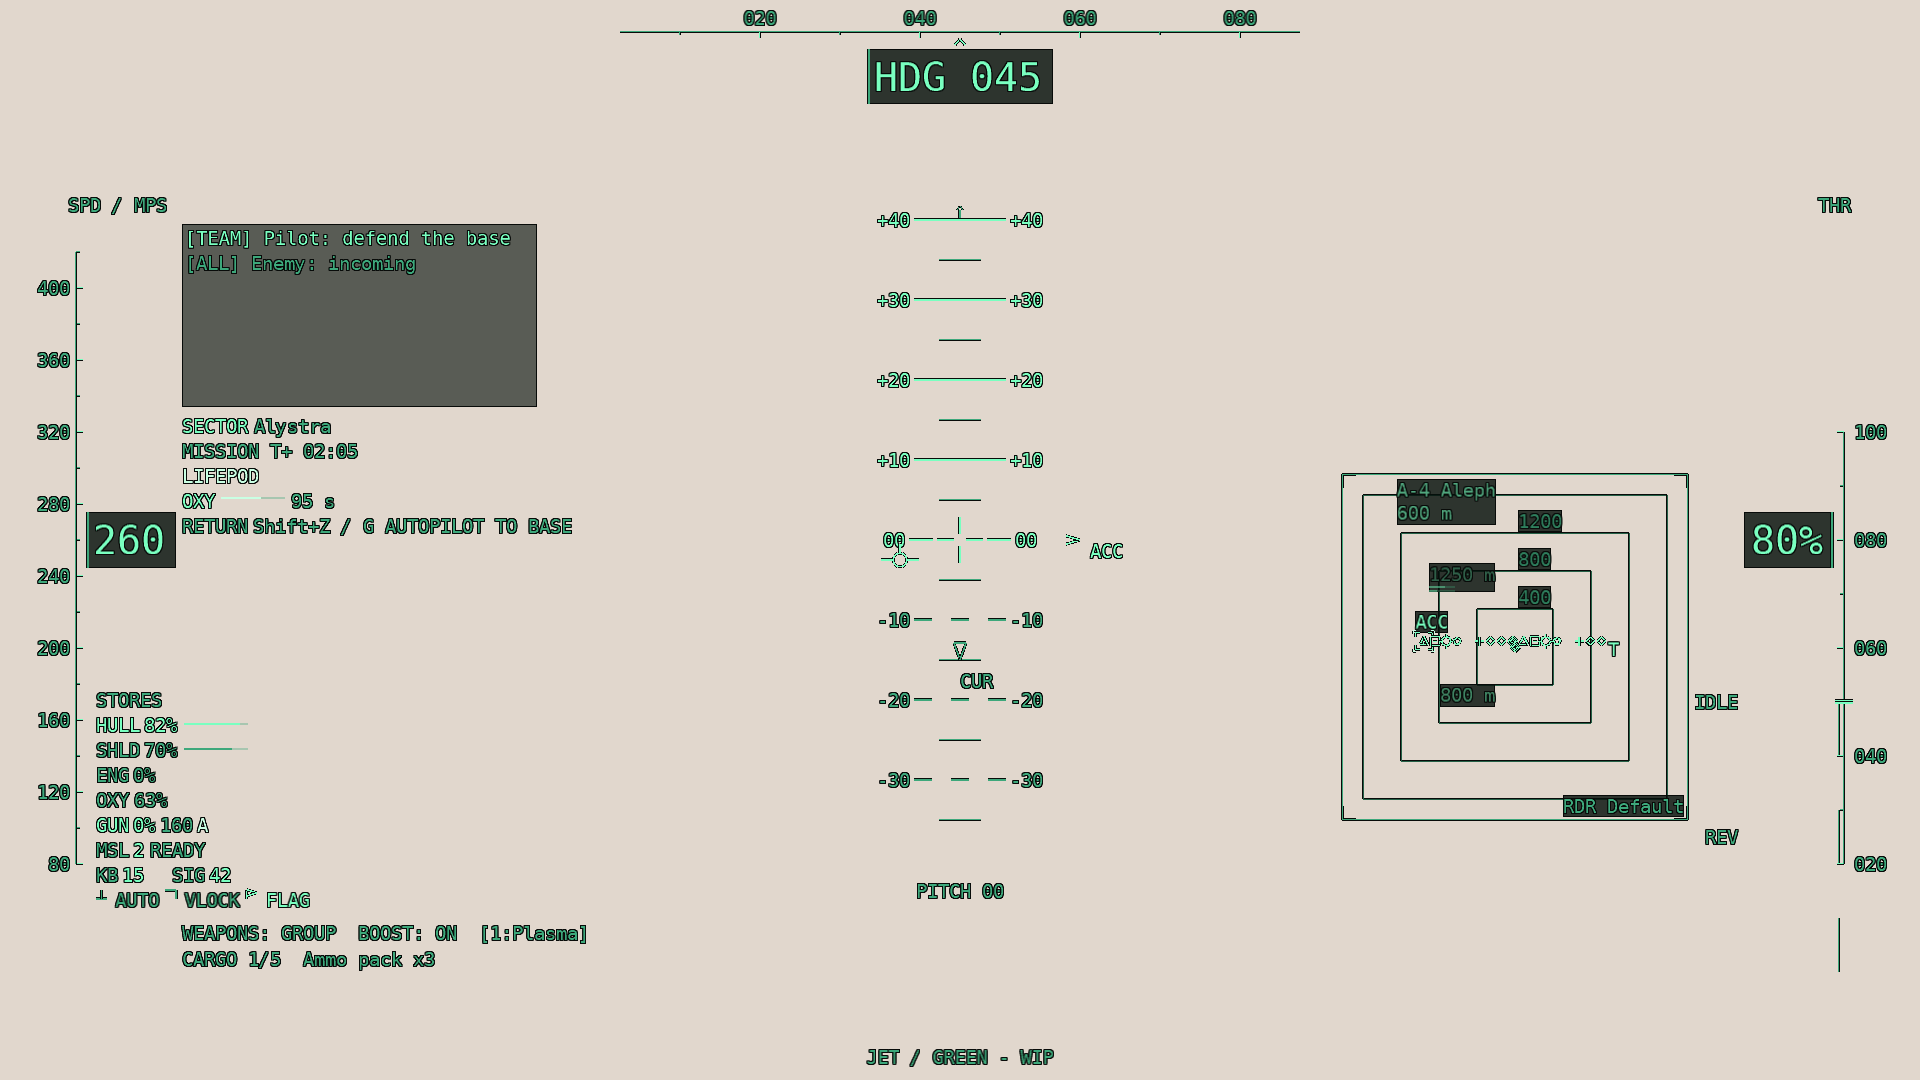 020 040 060 080
HDG 045
SPD / MPS
THR
[TEAM] Pilot: defend the base
[ALL] Enemy: incoming
400
360
320
280
240
200
160
120
80
260
SECTOR Alystra
MISSION T+ 02:05
LIFEPOD
OXY 95 s
RETURN Shift+Z / G AUTOPILOT TO BASE
+40 +40
+30 +30
+20 +20
+10 +10
00 00
ACC
-10 -10
CUR
-20 -20
-30 -30
PITCH 00
A-4 Aleph
600 m
1200
800
1250 m
400
ACC
T
800 m
RDR Default
100
080
060
040
020
80%
IDLE
REV
STORES
HULL 82%
SHLD 70%
ENG 0%
OXY 63%
GUN 0% 160 A
MSL 2 READY
KB 15 SIG 42
AUTO VLOCK FLAG
WEAPONS: GROUP BOOST: ON [1:Plasma]
CARGO 1/5 Ammo pack x3
JET / GREEN - WIP